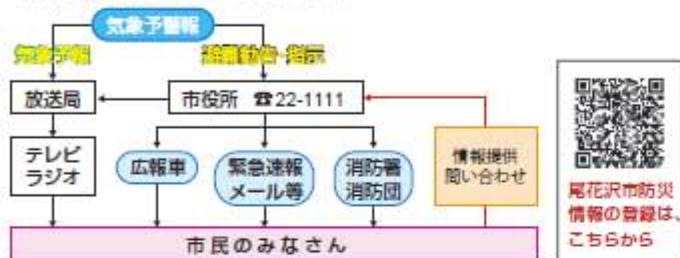 気象予警報
気象予報
避難勧告・指示
放送局
市役所 ☎22-1111
テレビ
ラジオ
広報車
緊急速報
メール等
消防署
消防団
情報提供
問い合わせ
市民のみなさん
尾花沢市防災
情報の登録は、
こちらから